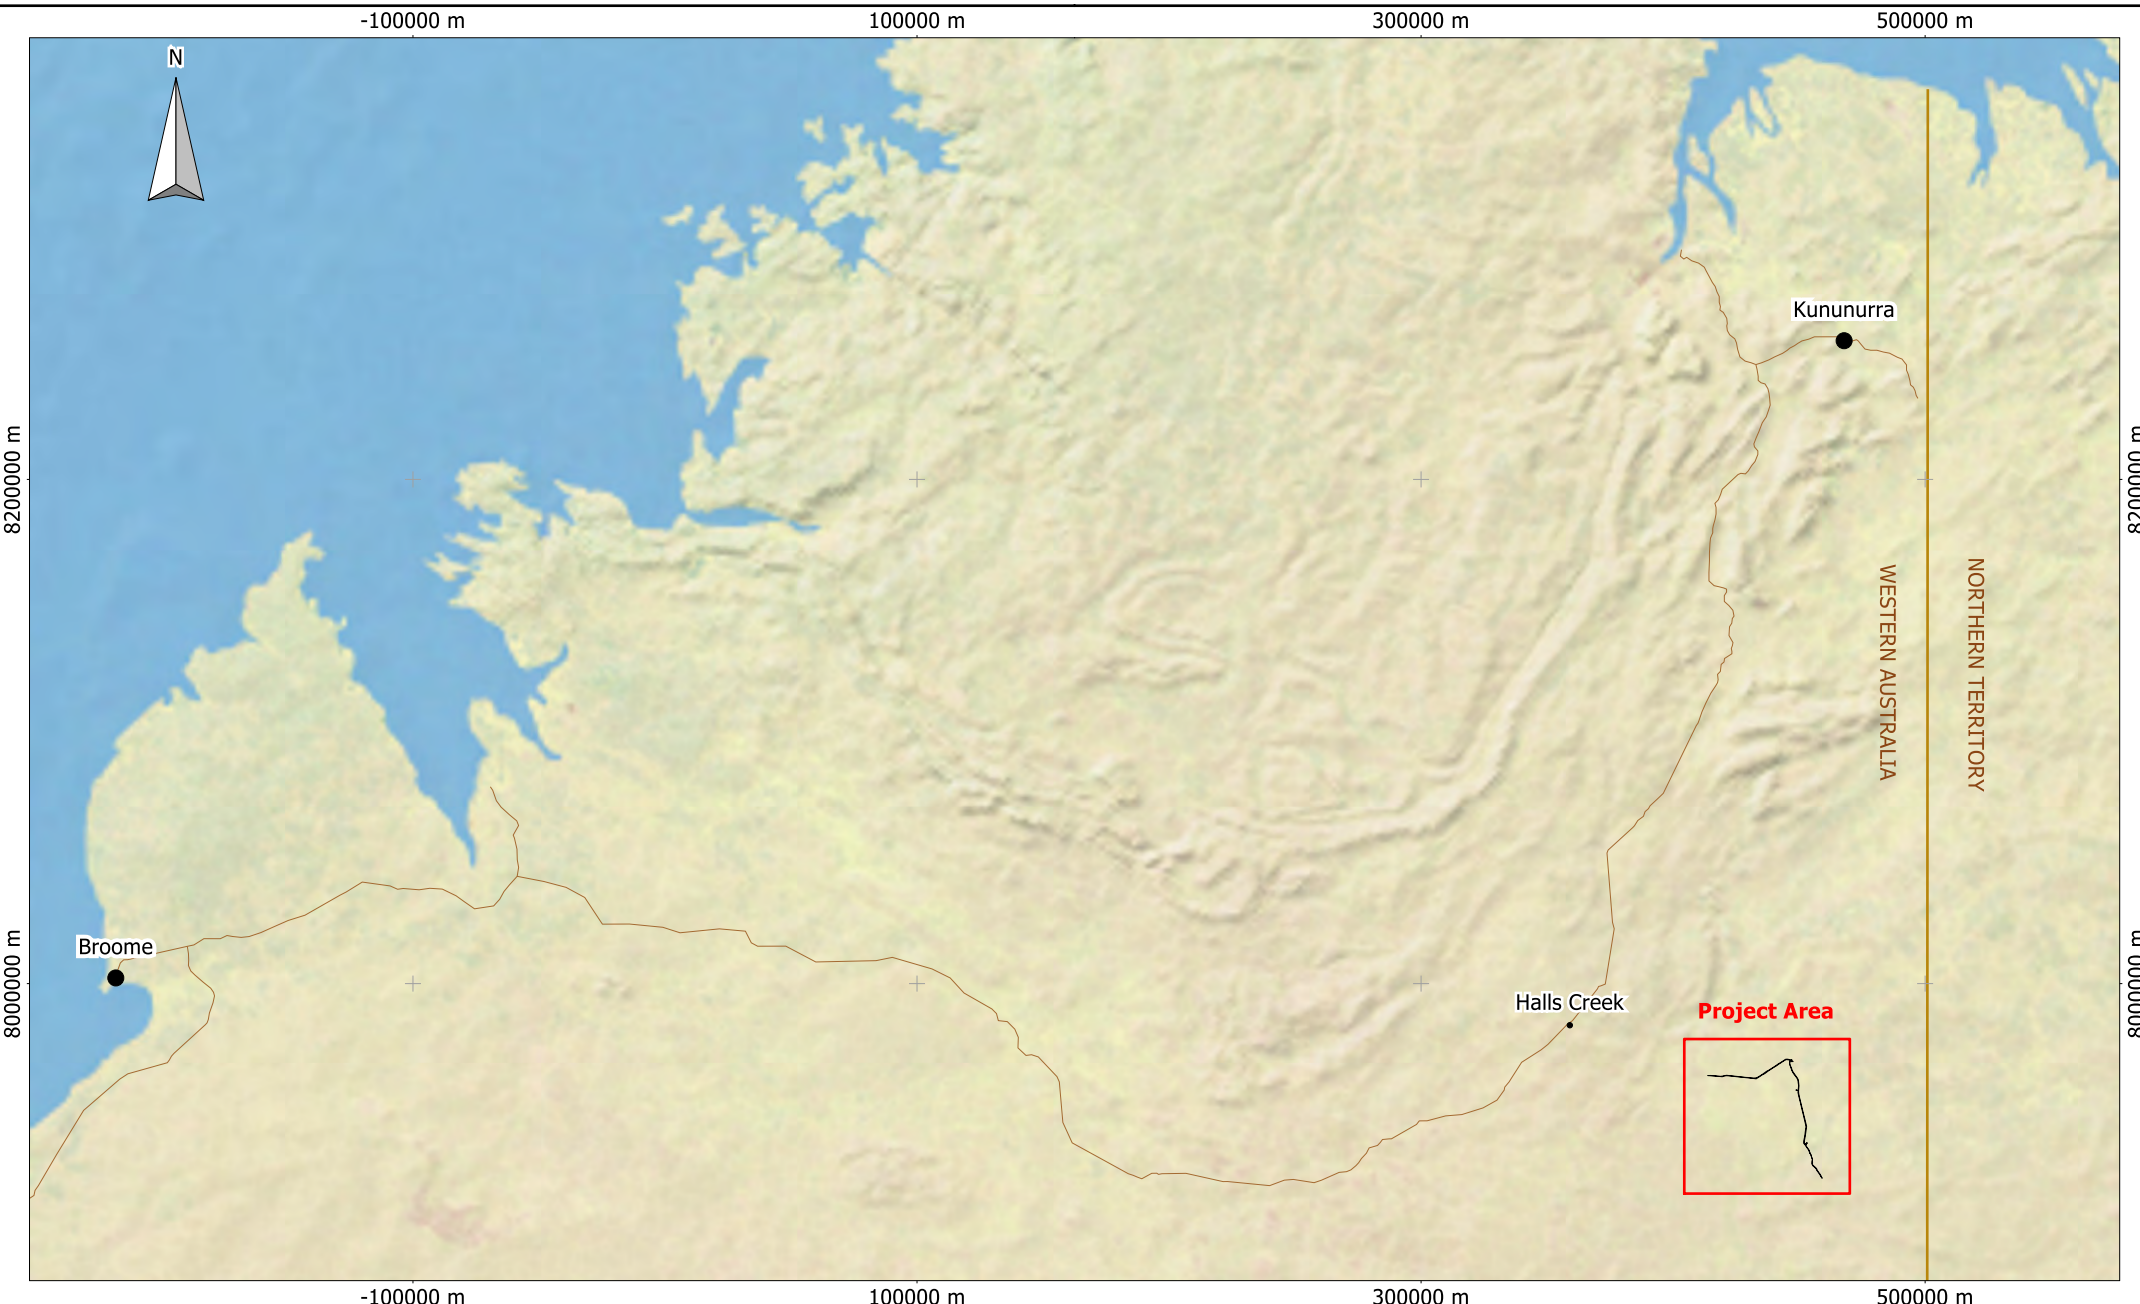 -100000 m
100000 m
300000 m
500000 m
N
Kununurra
8200000 m
8200000 m
WESTERN AUSTRALIA
NORTHERN TERRITORY
Broome
8000000 m
8000000 m
Halls Creek
Project Area
-100000 m
100000 m
300000 m
500000 m